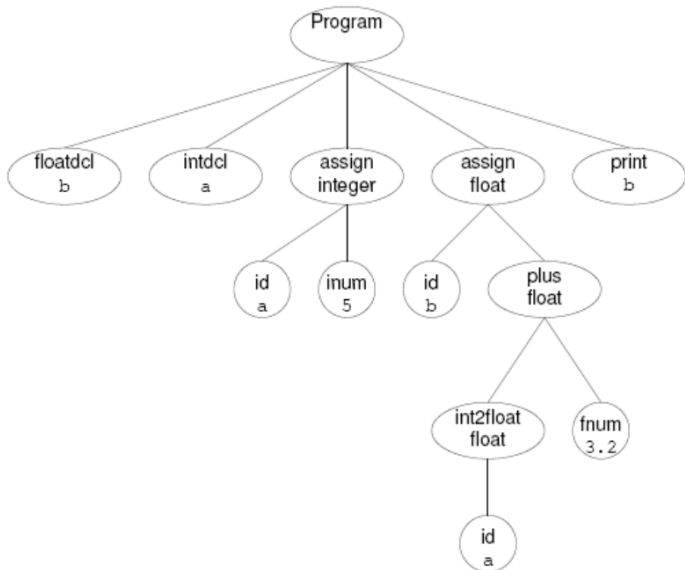 Program
floatdcl
b
intdcl
a
assign
integer
assign
float
print
b
id
a
inum
5
id
b
plus
float
int2float
float
fnum
3.2
id
a